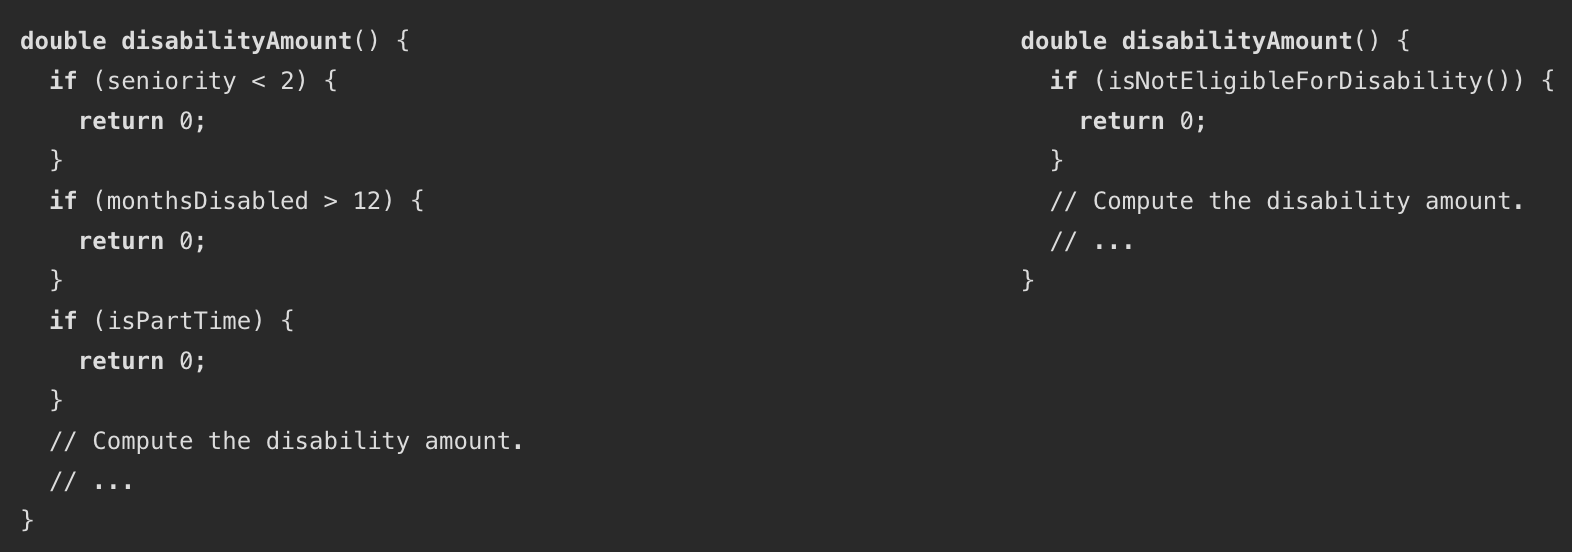 double disabilityAmount() {
  if (seniority < 2) {
    return 0;
  }
  if (monthsDisabled > 12) {
    return 0;
  }
  if (isPartTime) {
    return 0;
  }
  // Compute the disability amount.
  // ...
}
double disabilityAmount() {
  if (isNotEligibleForDisability()) {
    return 0;
  }
  // Compute the disability amount.
  // ...
}